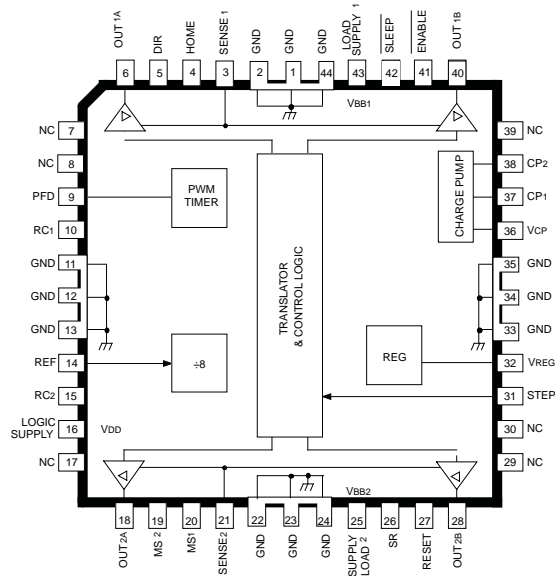 OUT1A
DIR
HOME
SENSE 1
GND
GND
GND
LOAD
SUPPLY 1
SLEEP
ENABLE
OUT1B
6
5
4
3
2
1
44
43
42
41
40
VBB1
NC 7
NC 8
PFD 9
RC1 10
GND 11
GND 12
GND 13
REF 14
RC2 15
LOGIC
SUPPLY 16
NC 17
PWM
TIMER
÷8
VDD
TRANSLATOR
& CONTROL LOGIC
CHARGE PUMP
REG
39 NC
38 CP2
37 CP1
36 VCP
35 GND
34 GND
33 GND
32 VREG
31 STEP
30 NC
29 NC
VBB2
18
19
20
21
22
23
24
25
26
27
28
OUT2A
MS 2
MS1
SENSE2
GND
GND
GND
SUPPLY
LOAD 2
SR
RESET
OUT2B